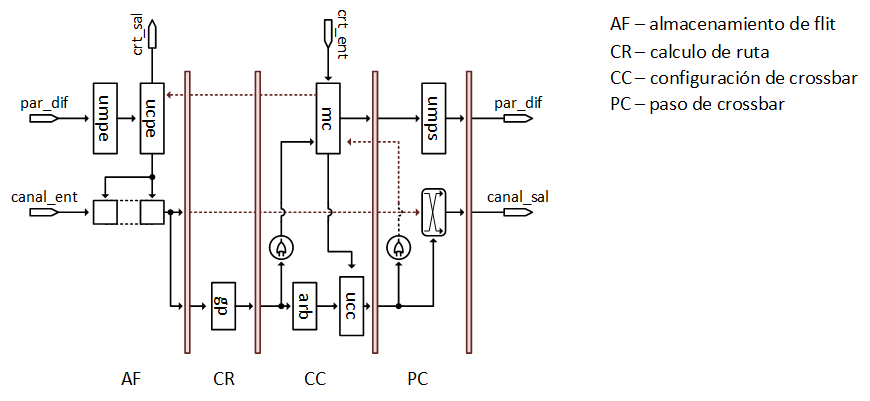 crt_sal
crt_ent
AF – almacenamiento de flit
CR – calculo de ruta
CC – configuración de crossbar
PC – paso de crossbar
par_dif
umpe
ucpe
mc
umps
par_dif
canal_ent
canal_sal
gp
arb
ucc
AF
CR
CC
PC